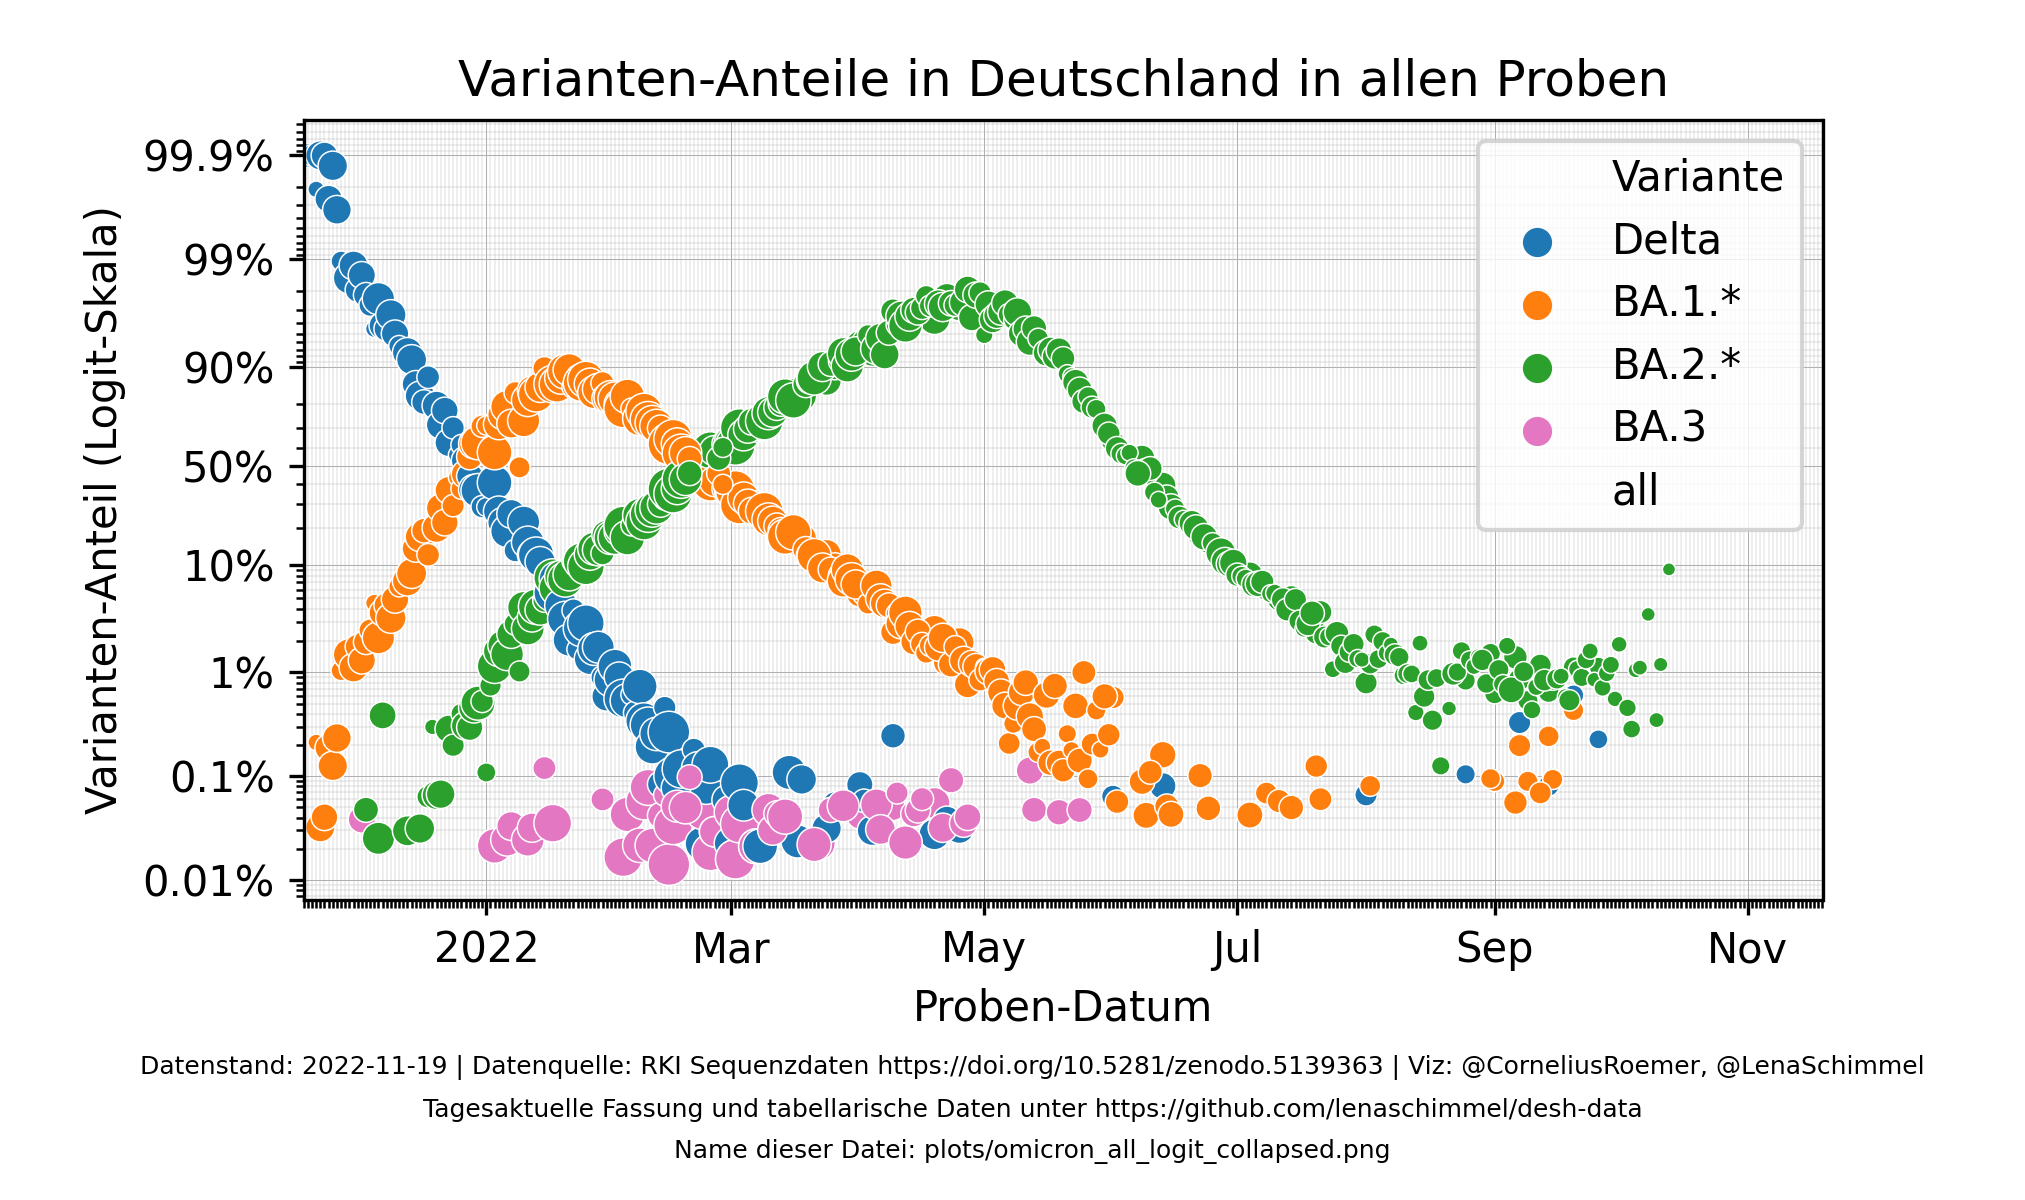 Varianten-Anteile in Deutschland in allen Proben
Varianten-Anteil (Logit-Skala)
99.9%
99%
90%
50%
10%
1%
0.1%
0.01%
Variante
Delta
BA.1.*
BA.2.*
BA.3
all
2022 Mar May Jul Sep Nov
Proben-Datum
Datenstand: 2022-11-19 | Datenquelle: RKI Sequenzdaten https://doi.org/10.5281/zenodo.5139363 | Viz: @CorneliusRoemer, @LenaSchimmel
Tagesaktuelle Fassung und tabellarische Daten unter https://github.com/lenaschimmel/desh-data
Name dieser Datei: plots/omicron_all_logit_collapsed.png